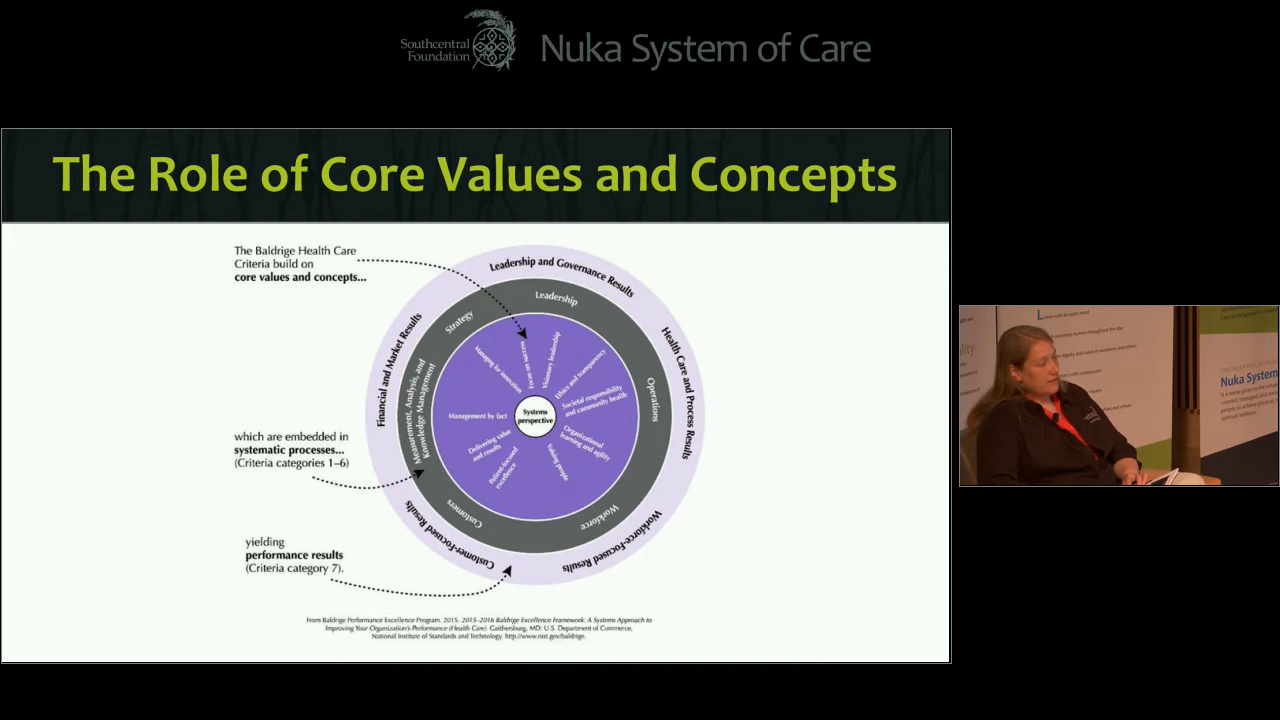 Southcentral
Foundation
Nuka System of Care
The Role of Core Values and Concepts
The Baldrige Health Care
Criteria build on
core values and concepts...
which are embedded in
systematic processes...
(Criteria categories 1–6)
yielding
performance results
(Criteria category 7).
Leadership and Governance Results
Health Care and Process Results
Workforce-Focused Results
Customer-Focused Results
Financial and Market Results
Leadership
Operations
Workforce
Customers
Measurement, Analysis, and
Knowledge Management
Strategy
Focus on success
Visionary leadership
Ethics and transparency
Societal responsibility
and community health
Organizational
learning and agility
Valuing people
Patient-focused
excellence
Delivering value
and results
Management by fact
Managing for innovation
Systems
perspective
From Baldrige Performance Excellence Program. 2015. 2015–2016 Baldrige Excellence Framework: A Systems Approach to
Improving Your Organization's Performance (Health Care). Gaithersburg, MD: U.S. Department of Commerce,
National Institute of Standards and Technology. http://www.nist.gov/baldrige.
Nuka System